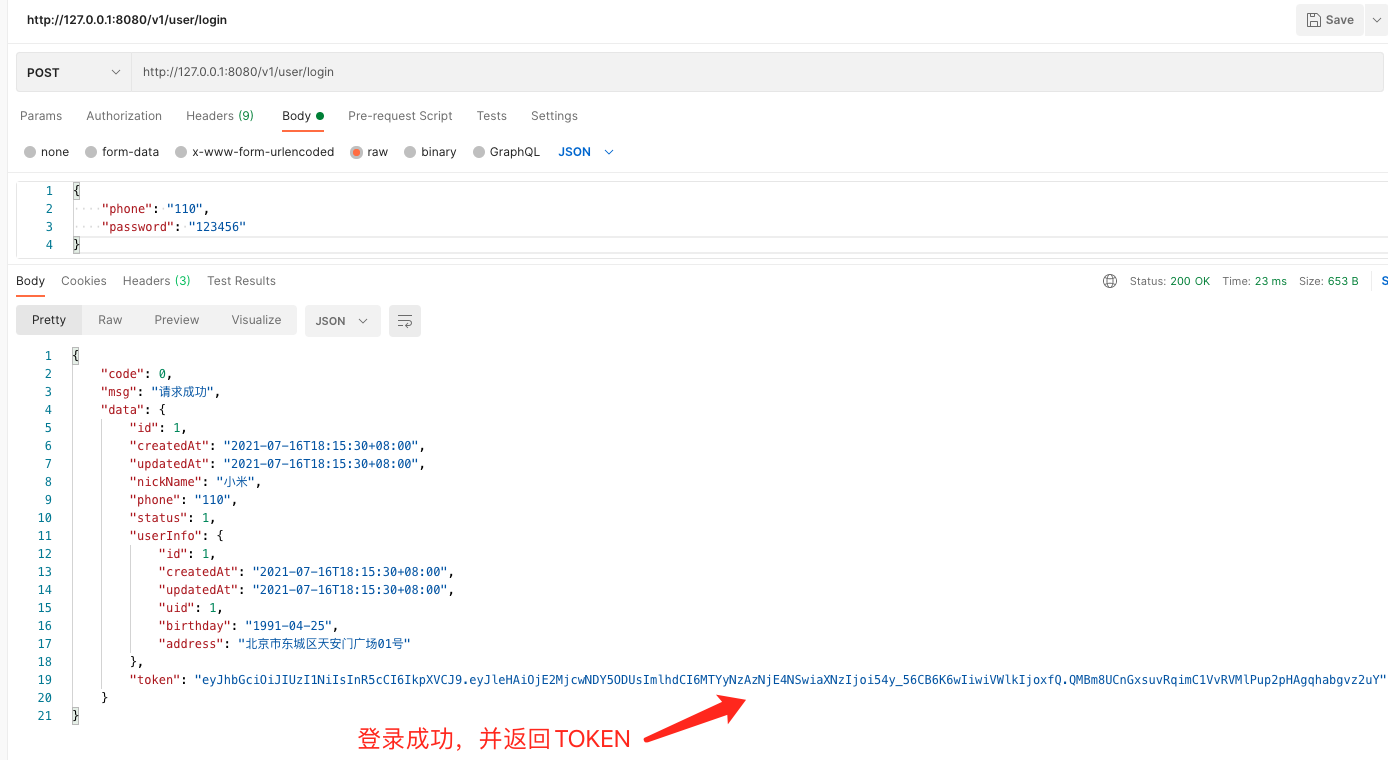 http://127.0.0.1:8080/v1/user/login
Save
POST
http://127.0.0.1:8080/v1/user/login
Params Authorization Headers (9) Body Pre-request Script Tests Settings
none form-data x-www-form-urlencoded raw binary GraphQL JSON
1 {
2 "phone": "110",
3 "password": "123456"
4 }
Body Cookies Headers (3) Test Results Status: 200 OK Time: 23 ms Size: 653 B S
Pretty Raw Preview Visualize JSON
1 {
2 "code": 0,
3 "msg": "请求成功",
4 "data": {
5 "id": 1,
6 "createdAt": "2021-07-16T18:15:30+08:00",
7 "updatedAt": "2021-07-16T18:15:30+08:00",
8 "nickName": "小米",
9 "phone": "110",
10 "status": 1,
11 "userInfo": {
12 "id": 1,
13 "createdAt": "2021-07-16T18:15:30+08:00",
14 "updatedAt": "2021-07-16T18:15:30+08:00",
15 "uid": 1,
16 "birthday": "1991-04-25",
17 "address": "北京市东城区天安门广场01号"
18 },
19 "token": "eyJhbGciOiJIUzI1NiIsInR5cCI6IkpXVCJ9.eyJleHAiOjE2MjcwNDY5ODUsImlhdCI6MTYyNzAzNjE4NSwiaXNzIjoi54y_56CB6K6wIiwiVWlkIjoxfQ.QMBm8UCnGxsuvRqimC1VvRVMlPup2pHAgqhabgvz2uY"
20 }
21 }
登录成功，并返回TOKEN